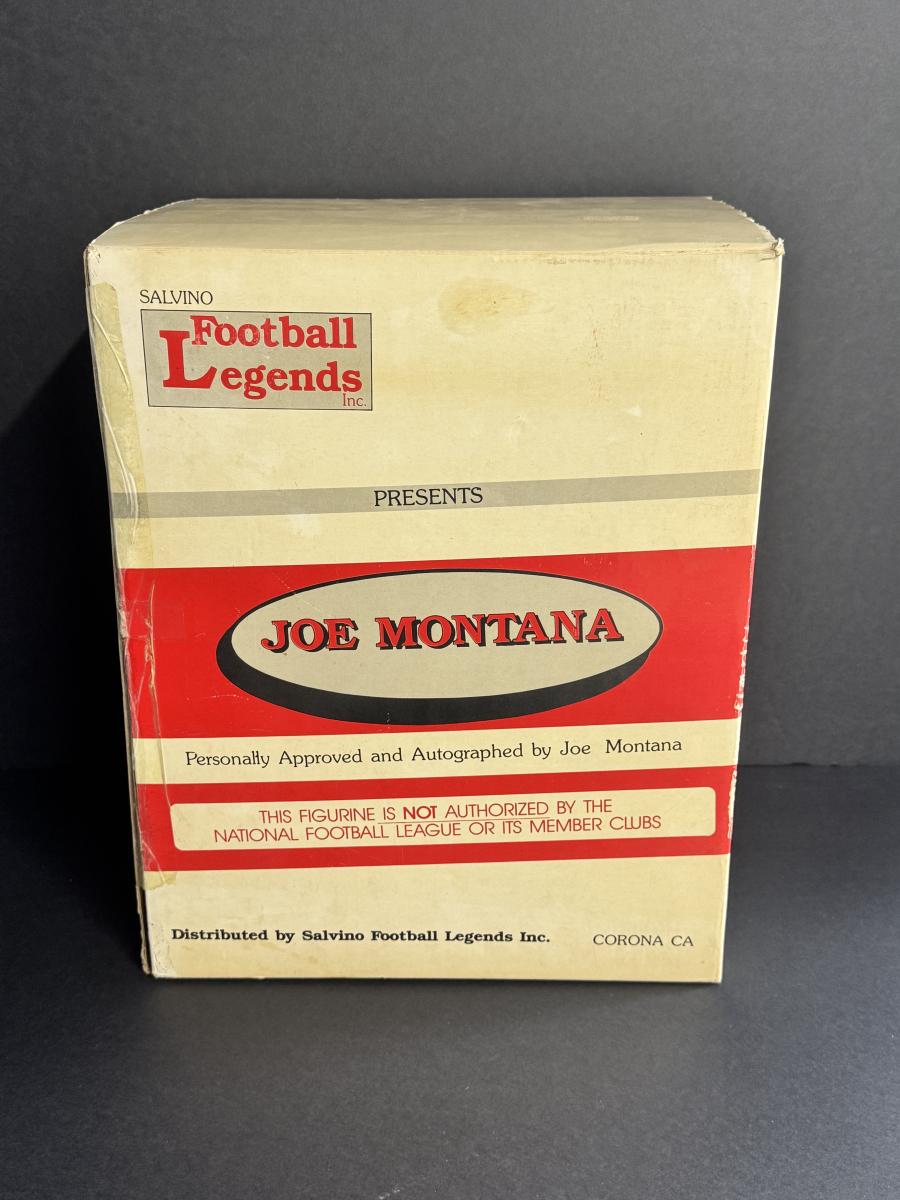 SALVINO
Football
Legends
Inc.
PRESENTS
JOE MONTANA
Personally Approved and Autographed by Joe Montana
THIS FIGURINE IS NOT AUTHORIZED BY THE
NATIONAL FOOTBALL LEAGUE OR ITS MEMBER CLUBS
Distributed by Salvino Football Legends Inc. CORONA CA